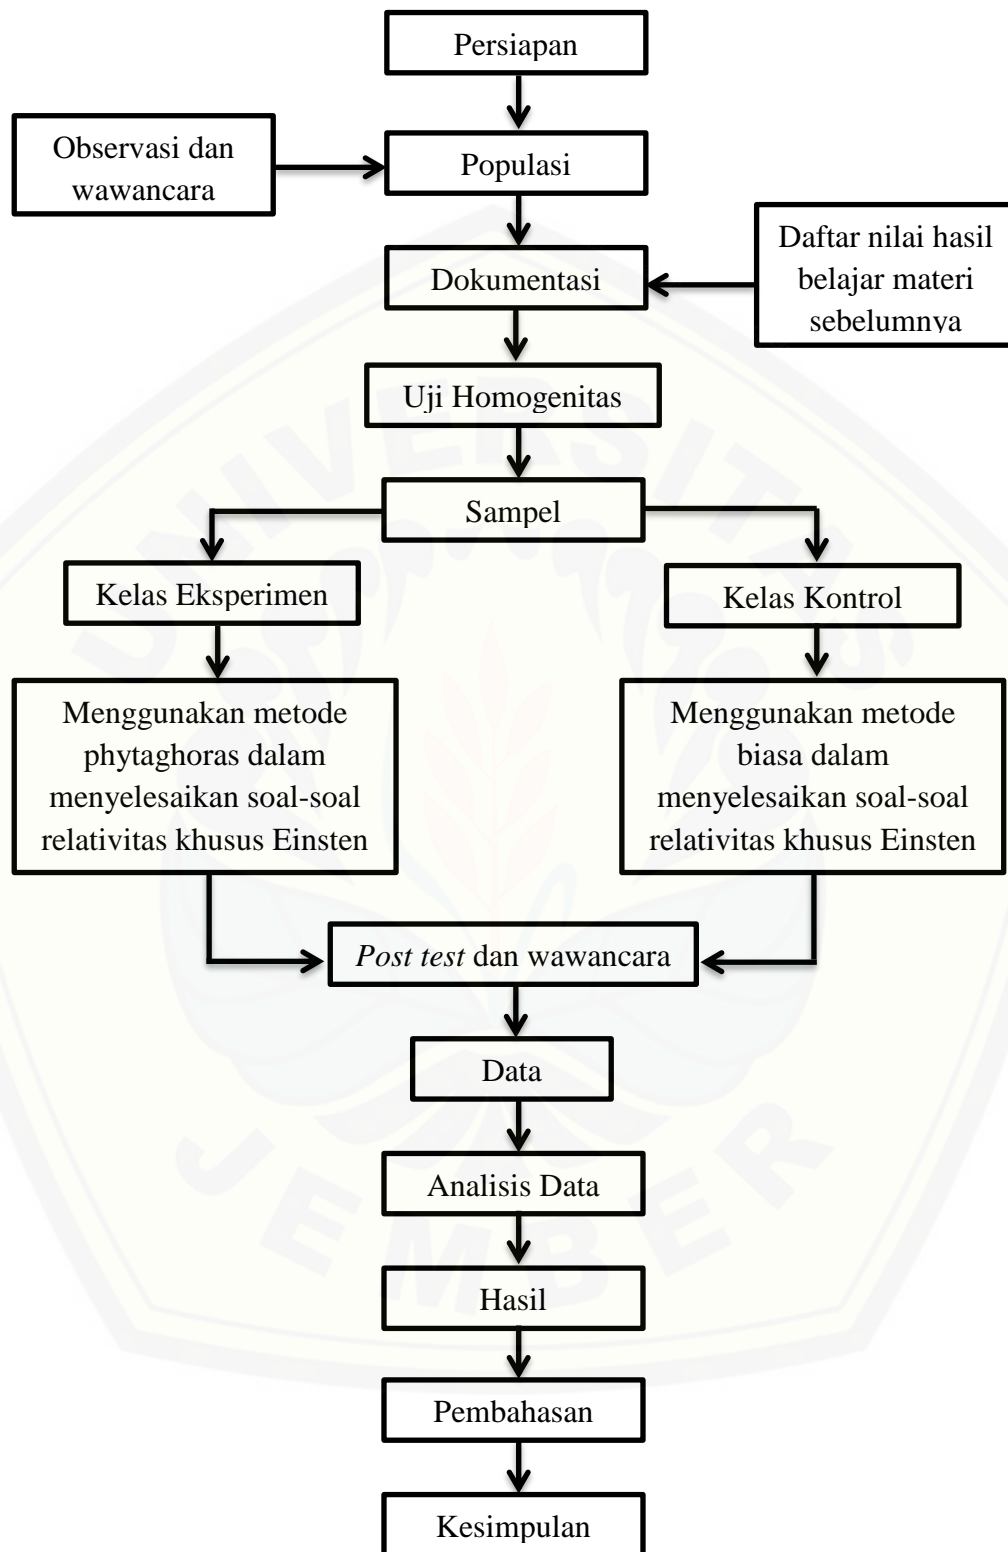 Persiapan
Observasi dan
wawancara
Populasi
Daftar nilai hasil
belajar materi
sebelumnya
Dokumentasi
Uji Homogenitas
Sampel
Kelas Eksperimen
Kelas Kontrol
Menggunakan metode
phytaghoras dalam
menyelesaikan soal-soal
relativitas khusus Einsten
Menggunakan metode
biasa dalam
menyelesaikan soal-soal
relativitas khusus Einsten
Post test dan wawancara
Data
Analisis Data
Hasil
Pembahasan
Kesimpulan
UNIVERSITAS
JEMBER